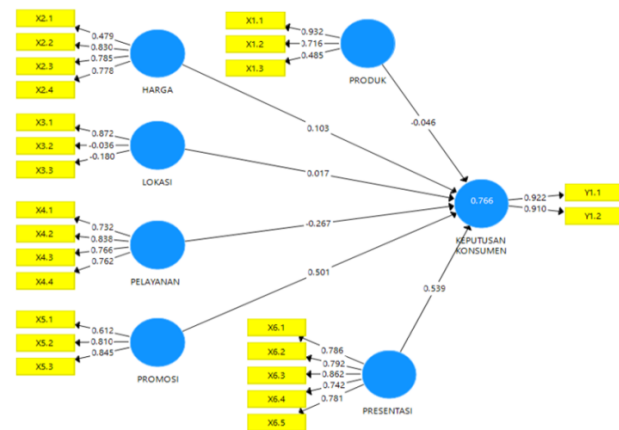 X2.1
X2.2
X2.3
X2.4
0.479
0.830
0.785
0.778
HARGA
X1.1
X1.2
X1.3
0.932
0.716
0.485
PRODUK
-0.046
0.103
X3.1
X3.2
X3.3
0.872
-0.036
-0.180
LOKASI
0.017
0.766
KEPUTUSAN
KONSUMEN
0.922
0.910
Y1.1
Y1.2
X4.1
X4.2
X4.3
X4.4
0.732
0.838
0.766
0.762
PELAYANAN
-0.267
0.501
0.539
X5.1
X5.2
X5.3
0.612
0.810
0.845
PROMOSI
X6.1
X6.2
X6.3
X6.4
X6.5
0.786
0.792
0.862
0.742
0.781
PRESENTASI